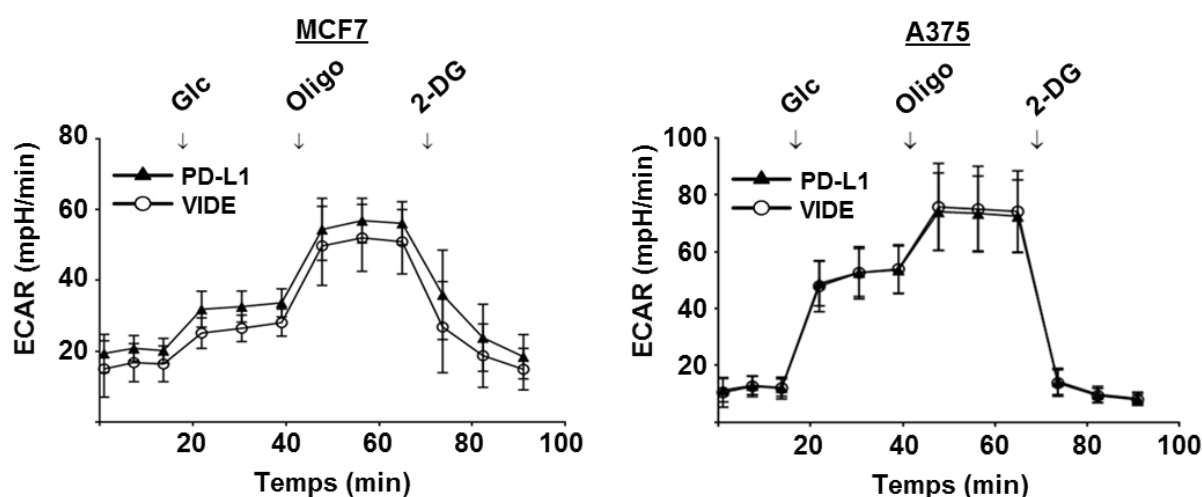 MCF7
Glc
Oligo
2-DG
ECAR (mpH/min)
80
60
40
20
PD-L1
VIDE
20
40
60
80
100
Temps (min)
A375
Glc
Oligo
2-DG
ECAR (mpH/min)
100
80
60
40
20
PD-L1
VIDE
20
40
60
80
100
Temps (min)